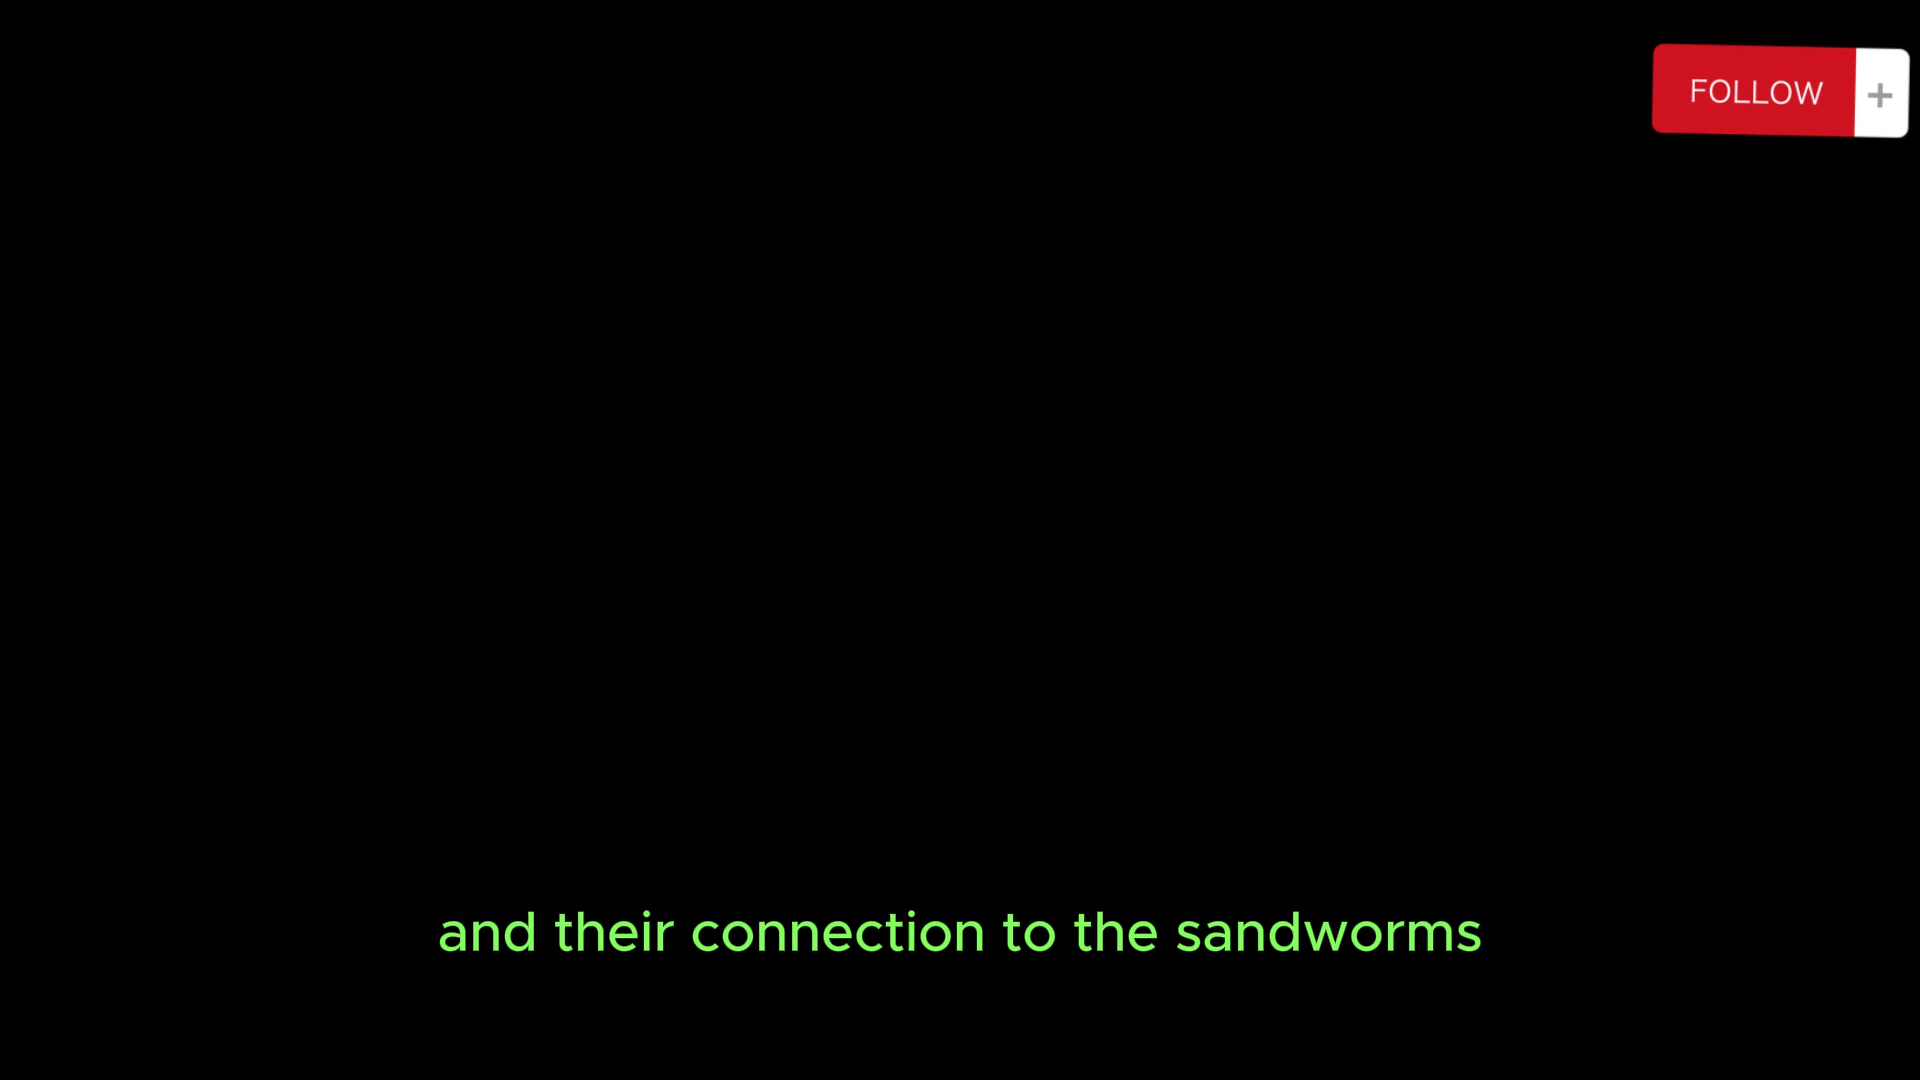 FOLLOW +
and their connection to the sandworms